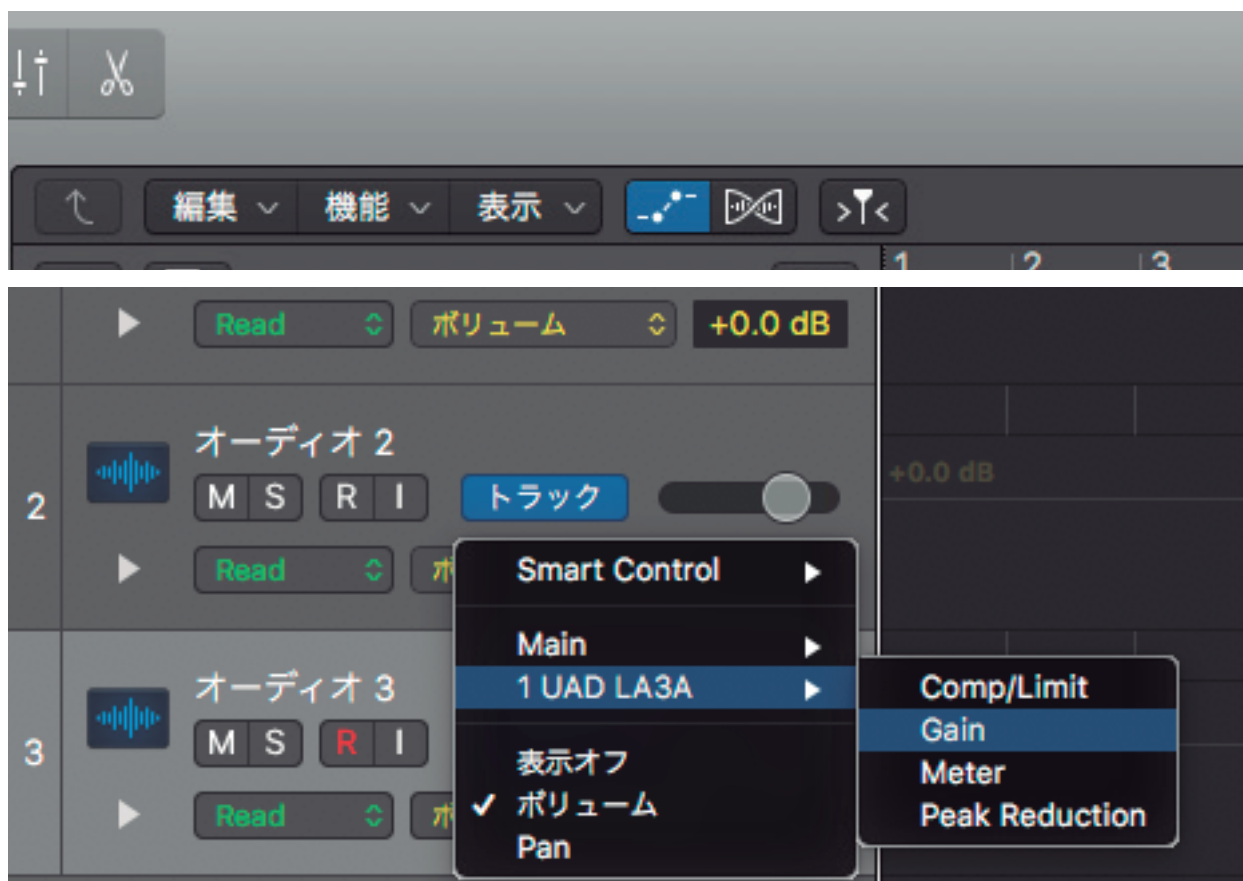 編集 機能 表示
1 2 3
Read ボリューム +0.0 dB
オーディオ 2
+0.0 dB
2 M S R I トラック
Read
Smart Control
Main
1 UAD LA3A
表示オフ
✓ ボリューム
Pan
Comp/Limit
Gain
Meter
Peak Reduction
オーディオ 3
3 M S R I
Read